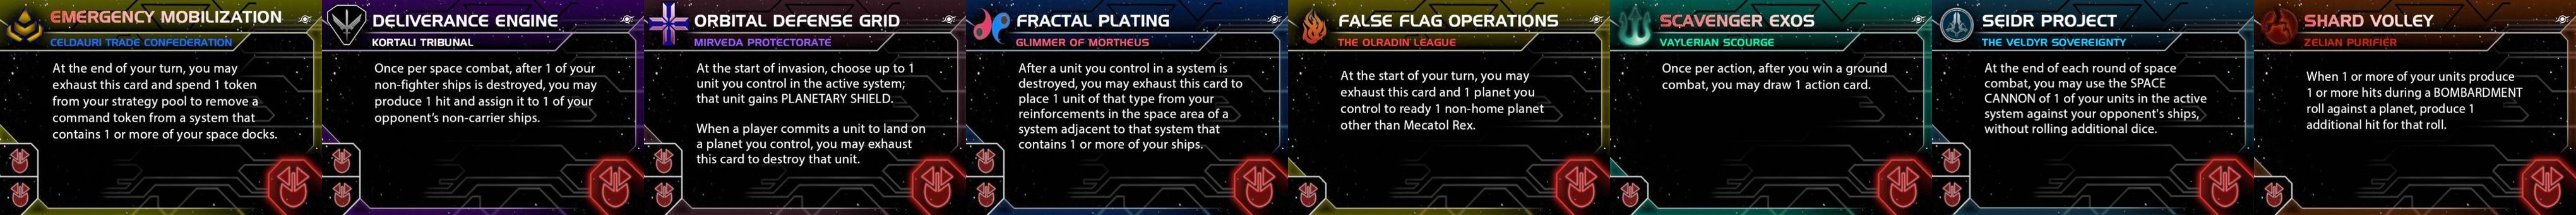 EMERGENCY MOBILIZATION
CELDAURI TRADE CONFEDERATION
At the end of your turn, you may
exhaust this card and spend 1 token
from your strategy pool to remove a
command token from a system that
contains 1 or more of your space docks.
DELIVERANCE ENGINE
KORTALI TRIBUNAL
Once per space combat, after 1 of your
non-fighter ships is destroyed, you may
produce 1 hit and assign it to 1 of your
opponent's non-carrier ships.
ORBITAL DEFENSE GRID
MIRVEDA PROTECTORATE
At the start of invasion, choose up to 1
unit you control in the active system;
that unit gains PLANETARY SHIELD.
When a player commits a unit to land on
a planet you control, you may exhaust
this card to destroy that unit.
FRACTAL PLATING
GLIMMER OF MORTHEUS
After a unit you control in a system is
destroyed, you may exhaust this card to
place 1 unit of that type from your
reinforcements in the space area of a
system adjacent to that system that
contains 1 or more of your ships.
FALSE FLAG OPERATIONS
THE OLRADIN LEAGUE
At the start of your turn, you may
exhaust this card and 1 planet you
control to ready 1 non-home planet
other than Mecatol Rex.
SCAVENGER EXOS
VAYLERIAN SCOURGE
Once per action, after you win a ground
combat, you may draw 1 action card.
SEIDR PROJECT
THE VELDYR SOVEREIGNTY
At the end of each round of space
combat, you may use the SPACE
CANNON of 1 of your units in the active
system against your opponent's ships,
without rolling additional dice.
SHARD VOLLEY
ZELIAN PURIFIER
When 1 or more of your units produce
1 or more hits during a BOMBARDMENT
roll against a planet, produce 1
additional hit for that roll.